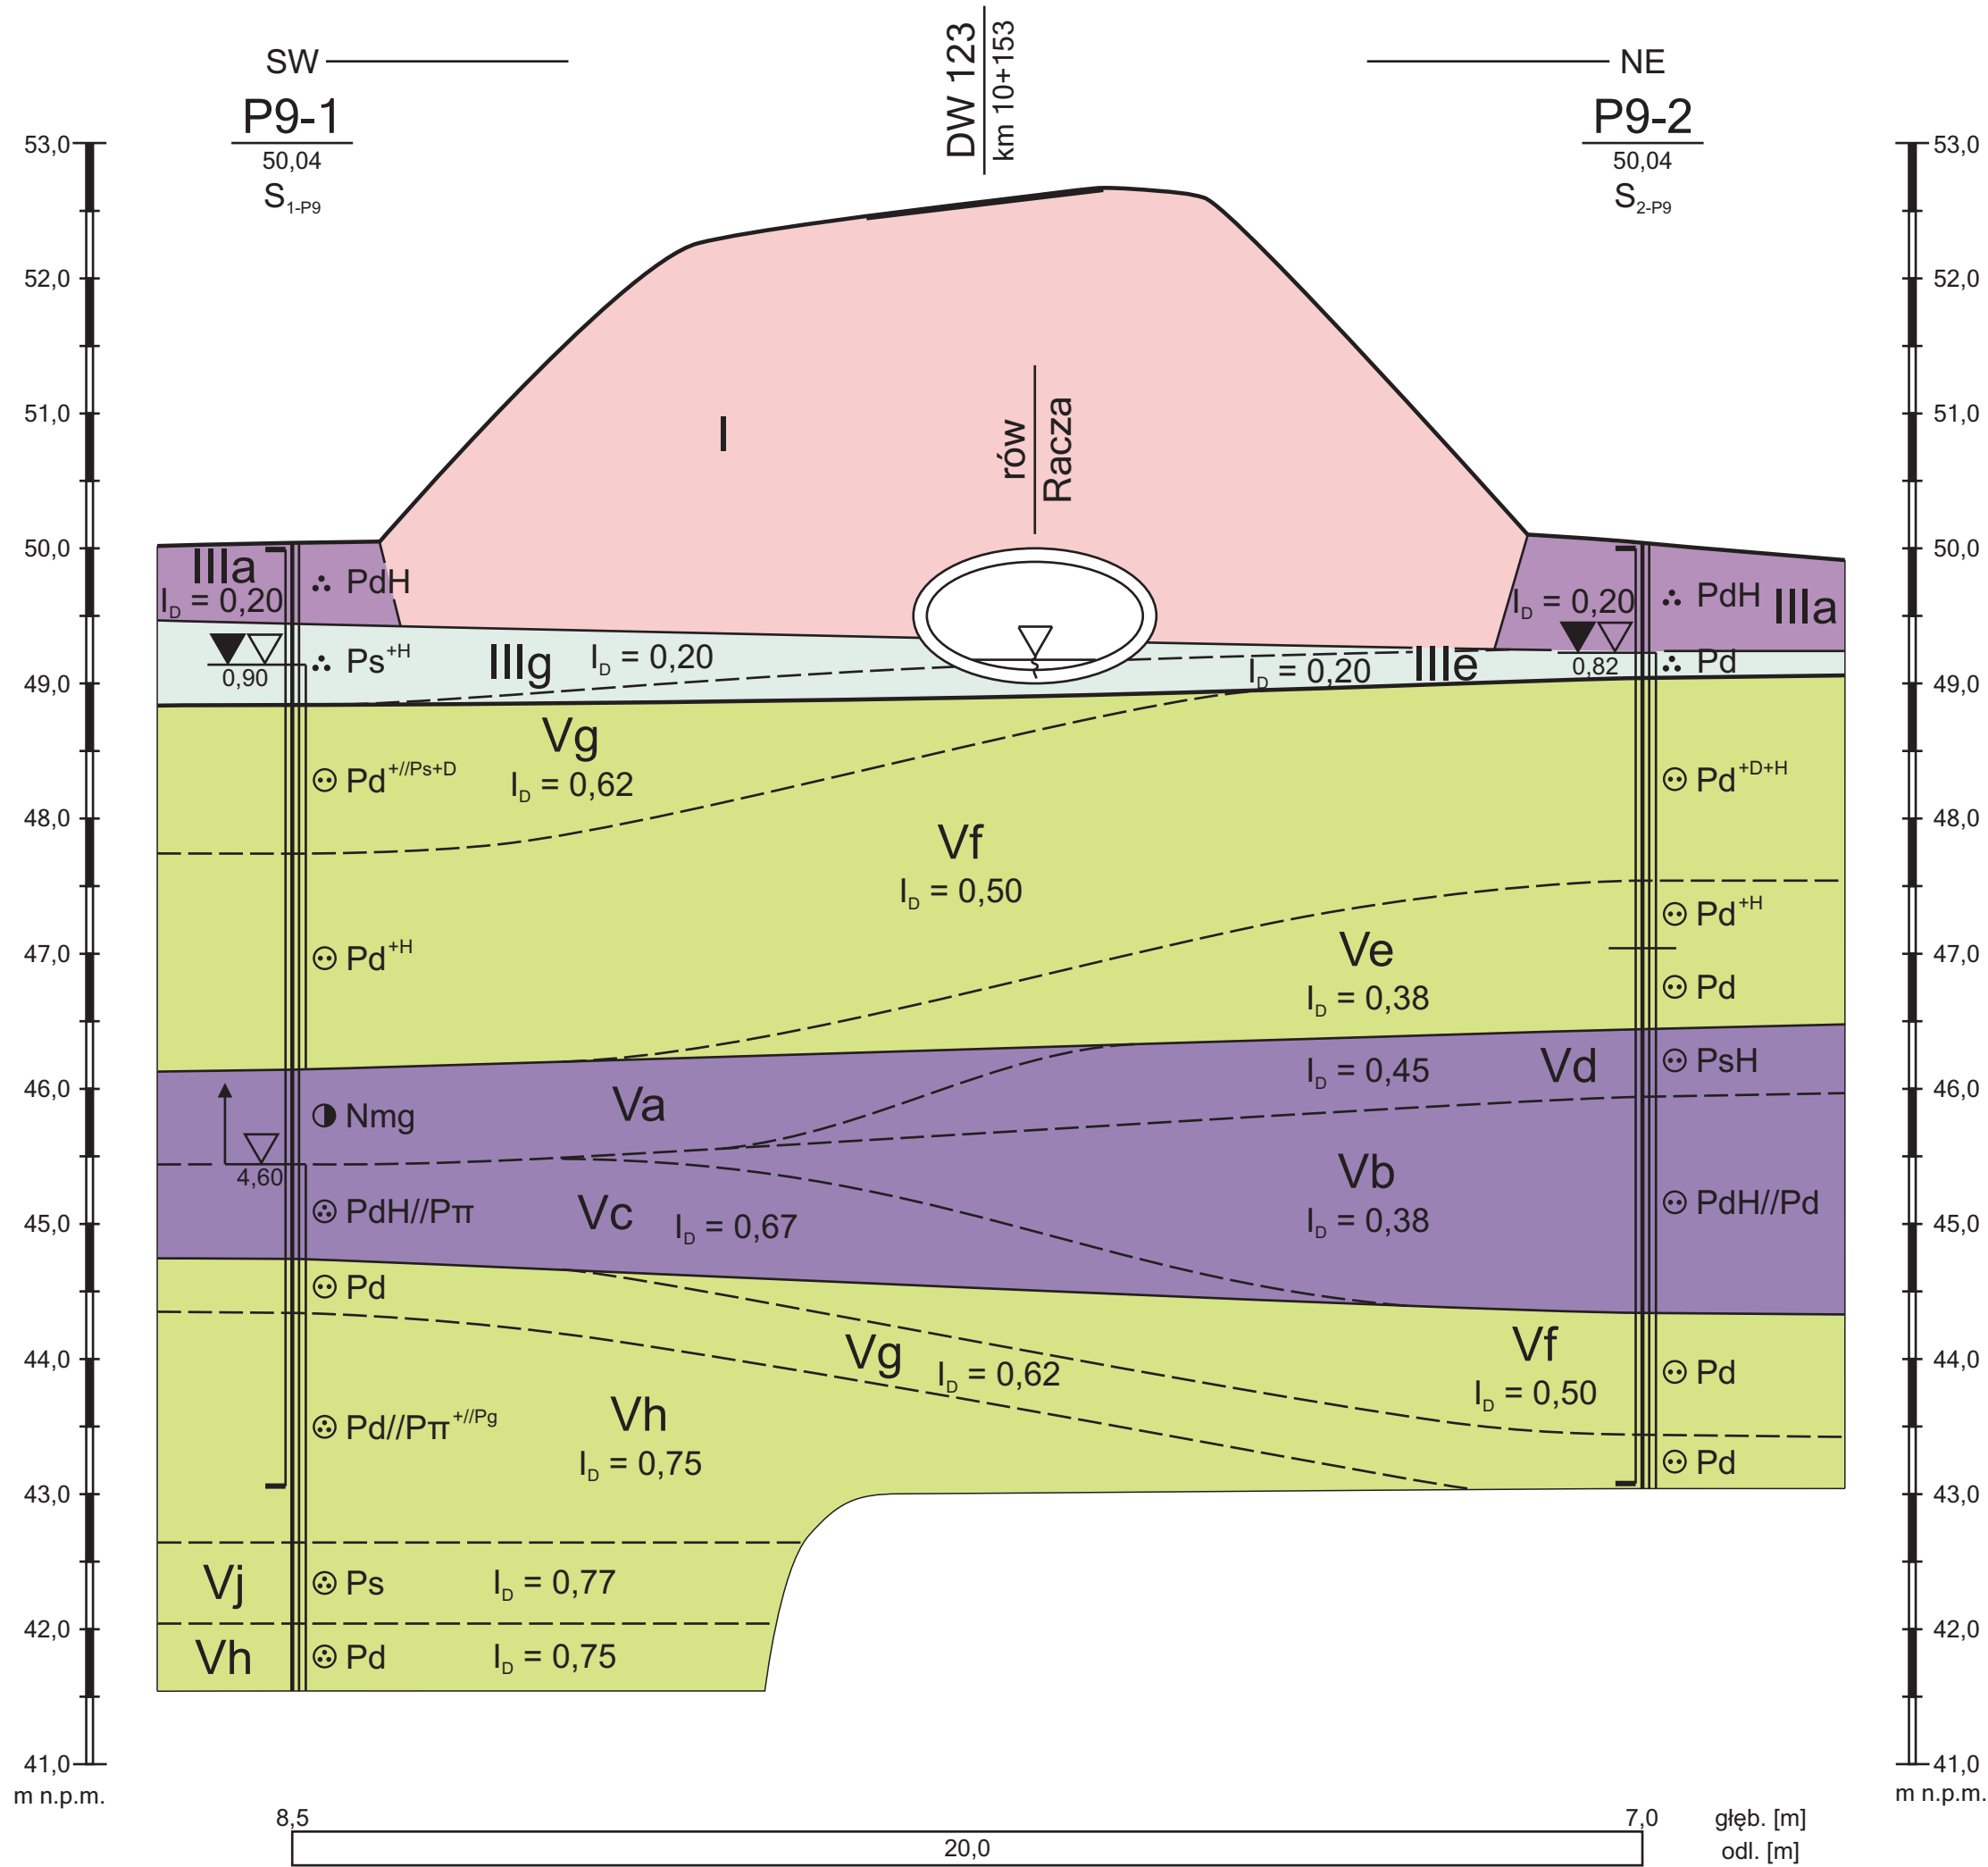 SW
NE
DW 123
km 10+153
P9-1
50,04
S1-P9
P9-2
50,04
S2-P9
53,0
52,0
51,0
50,0
49,0
48,0
47,0
46,0
45,0
44,0
43,0
42,0
41,0
m n.p.m.
53,0
52,0
51,0
50,0
49,0
48,0
47,0
46,0
45,0
44,0
43,0
42,0
41,0
m n.p.m.
I
rów
Racza
IIIa
ID = 0,20
PdH
ID = 0,20
PdH
IIIa
0,90
Ps+H
IIIg
ID = 0,20
ID = 0,20
IIIe
0,82
Pd
Vg
ID = 0,62
Pd+//Ps+D
Pd+D+H
Vf
ID = 0,50
Pd+H
Pd+H
Ve
ID = 0,38
Pd
Nmg
Va
ID = 0,45
Vd
PsH
4,60
PdH//Pπ
Vc
ID = 0,67
Vb
ID = 0,38
PdH//Pd
Pd
Vg
ID = 0,62
Vf
ID = 0,50
Pd
Pd//Pπ+//Pg
Vh
ID = 0,75
Pd
Vj
Ps
ID = 0,77
Vh
Pd
ID = 0,75
8,5
7,0
głęb. [m]
20,0
odl. [m]